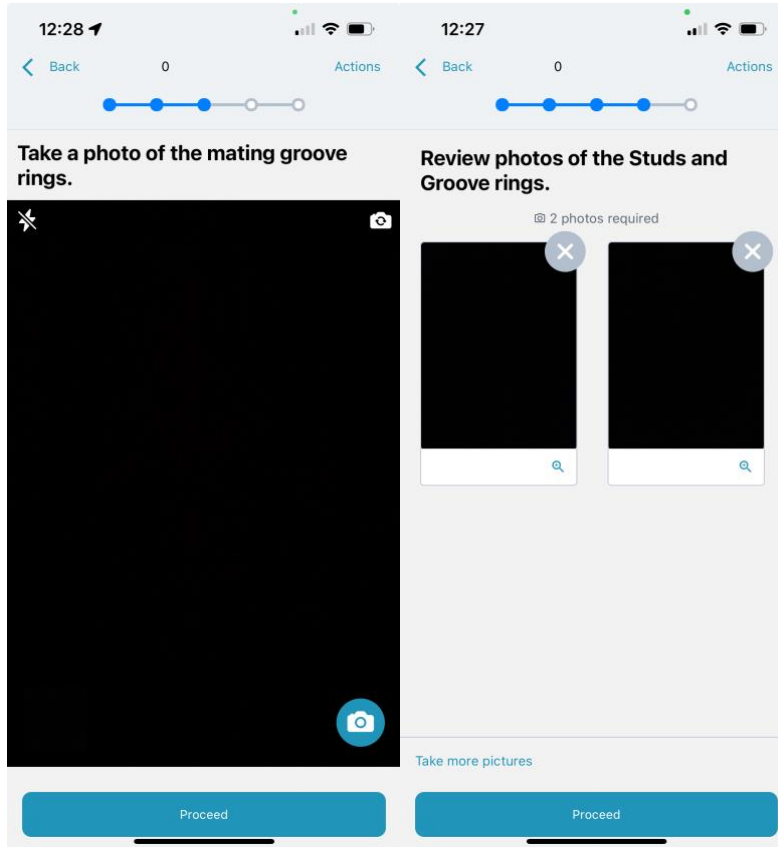 12:28
Back 0 Actions
Take a photo of the mating groove
rings.
Proceed
12:27
Back 0 Actions
Review photos of the Studs and
Groove rings.
2 photos required
Take more pictures
Proceed